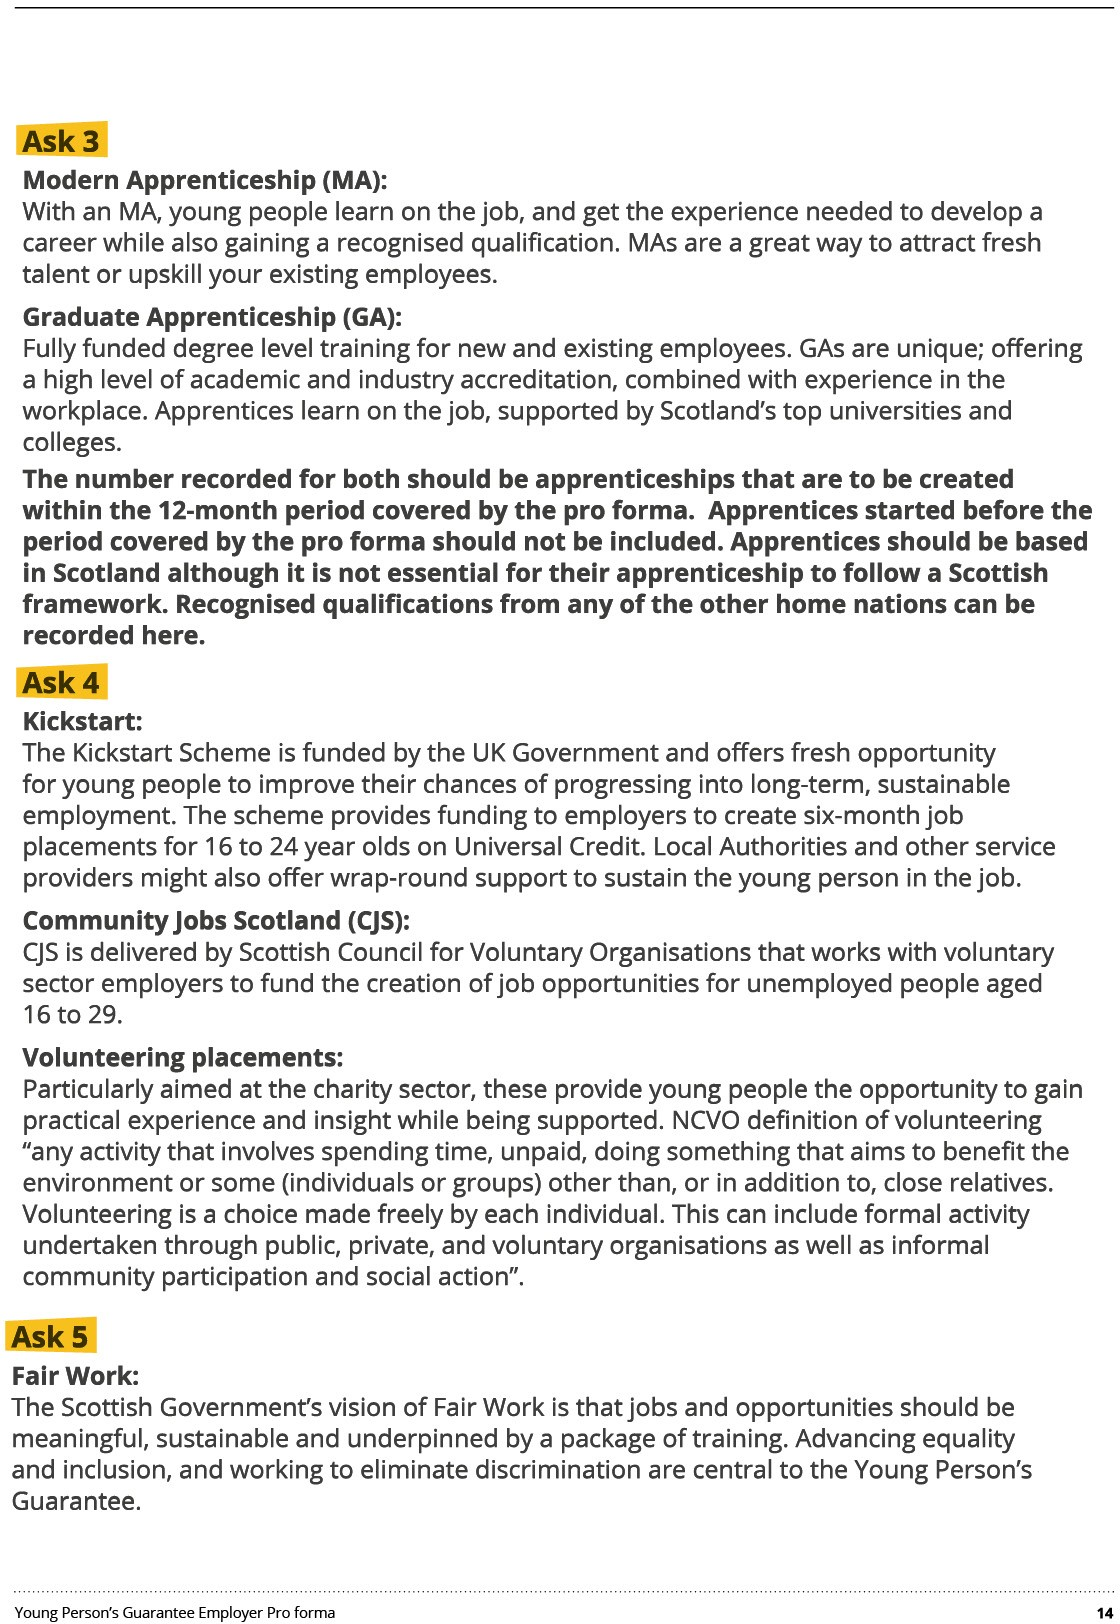 Ask 3
Modern Apprenticeship (MA):
With an MA, young people learn on the job, and get the experience needed to develop a
career while also gaining a recognised qualification. MAs are a great way to attract fresh
talent or upskill your existing employees.
Graduate Apprenticeship (GA):
Fully funded degree level training for new and existing employees. GAs are unique; offering
a high level of academic and industry accreditation, combined with experience in the
workplace. Apprentices learn on the job, supported by Scotland’s top universities and
colleges.
The number recorded for both should be apprenticeships that are to be created
within the 12-month period covered by the pro forma.  Apprentices started before the
period covered by the pro forma should not be included. Apprentices should be based
in Scotland although it is not essential for their apprenticeship to follow a Scottish
framework. Recognised qualifications from any of the other home nations can be
recorded here.
Ask 4
Kickstart:
The Kickstart Scheme is funded by the UK Government and offers fresh opportunity
for young people to improve their chances of progressing into long-term, sustainable
employment. The scheme provides funding to employers to create six-month job
placements for 16 to 24 year olds on Universal Credit. Local Authorities and other service
providers might also offer wrap-round support to sustain the young person in the job.
Community Jobs Scotland (CJS):
CJS is delivered by Scottish Council for Voluntary Organisations that works with voluntary
sector employers to fund the creation of job opportunities for unemployed people aged
16 to 29.
Volunteering placements:
Particularly aimed at the charity sector, these provide young people the opportunity to gain
practical experience and insight while being supported. NCVO definition of volunteering
“any activity that involves spending time, unpaid, doing something that aims to benefit the
environment or some (individuals or groups) other than, or in addition to, close relatives.
Volunteering is a choice made freely by each individual. This can include formal activity
undertaken through public, private, and voluntary organisations as well as informal
community participation and social action”.
Ask 5
Fair Work:
The Scottish Government’s vision of Fair Work is that jobs and opportunities should be
meaningful, sustainable and underpinned by a package of training. Advancing equality
and inclusion, and working to eliminate discrimination are central to the Young Person’s
Guarantee.
Young Person’s Guarantee Employer Pro forma
14